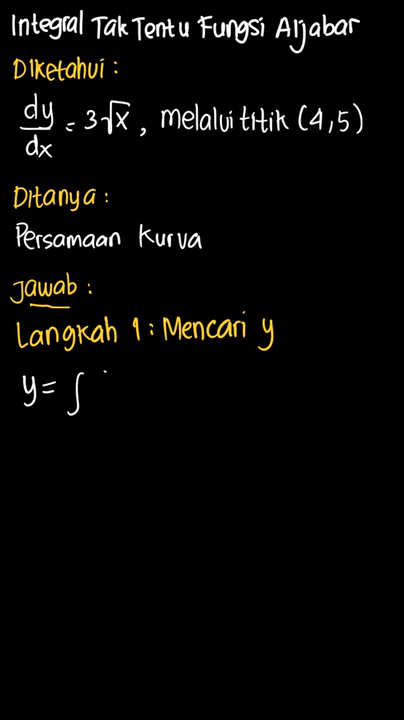 Integral Tak Tentu Fungsi Aljabar
Diketahui :
dy/dx = 3√x , melalui titik (4,5)
Ditanya :
Persamaan Kurva
Jawab :
Langkah 1 : Mencari y
y = ∫